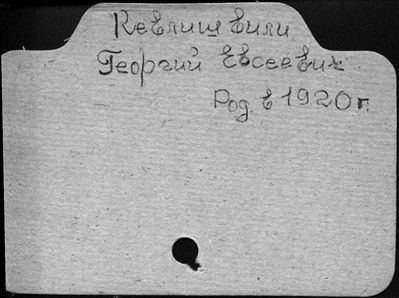 Кевлишвили
Георгий Евсеевич
Род в 1920 г.